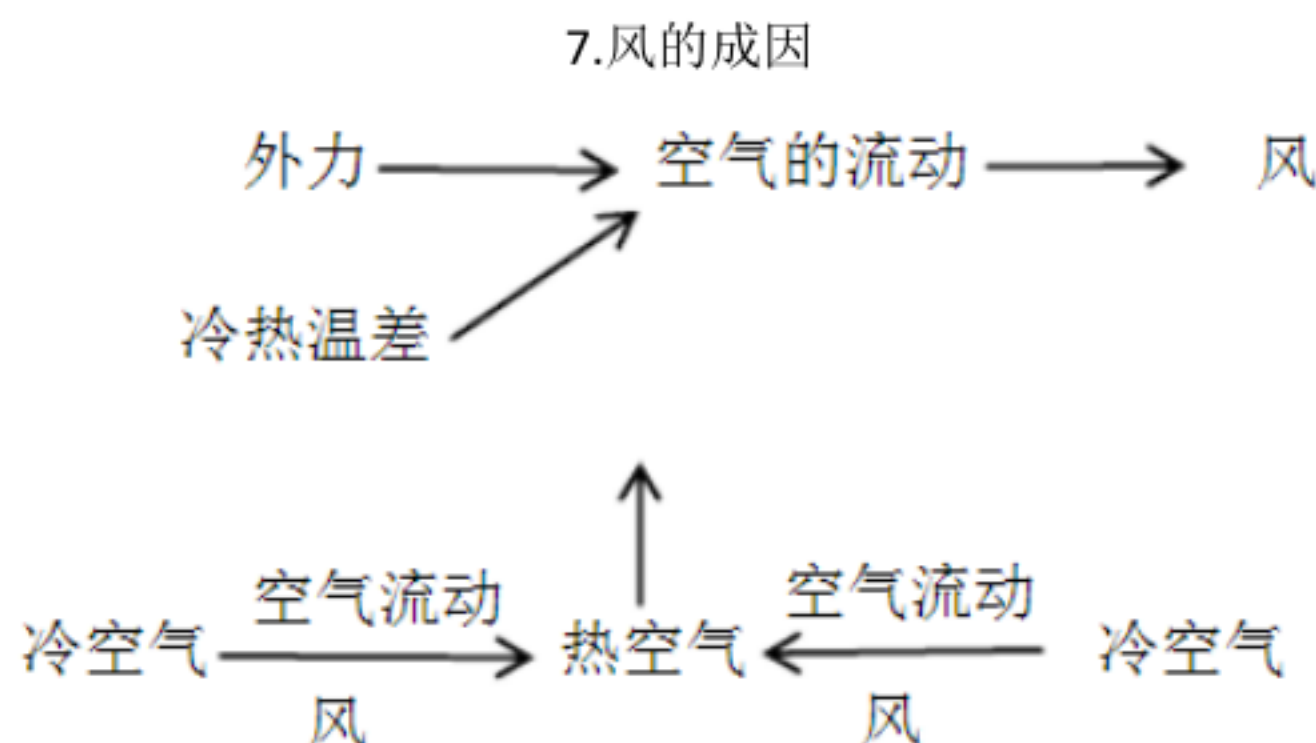 7.风的成因
外力 空气的流动 风
冷热温差
空气流动 空气流动
冷空气 热空气 冷空气
风 风